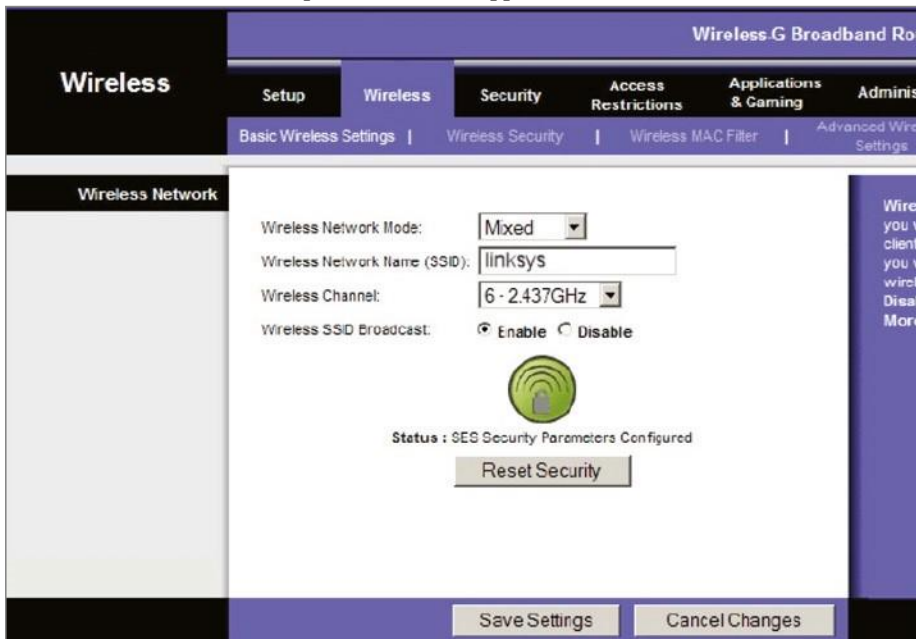 Wireless-G Broadband Ro
Wireless
Setup
Wireless
Security
Access Restrictions
Applications & Gaming
Adminis
Basic Wireless Settings |
Wireless Security |
Wireless MAC Filter |
Advanced Wire
Settings
Wireless Network
Wireless Network Mode: Mixed
Wireless Network Name (SSID): linksys
Wireless Channel: 6 - 2.437GHz
Wireless SSID Broadcast: Enable Disable
Status : SES Security Parameters Configured
Reset Security
Wire
you
client
you
wirel
Disa
More
Save Settings
Cancel Changes